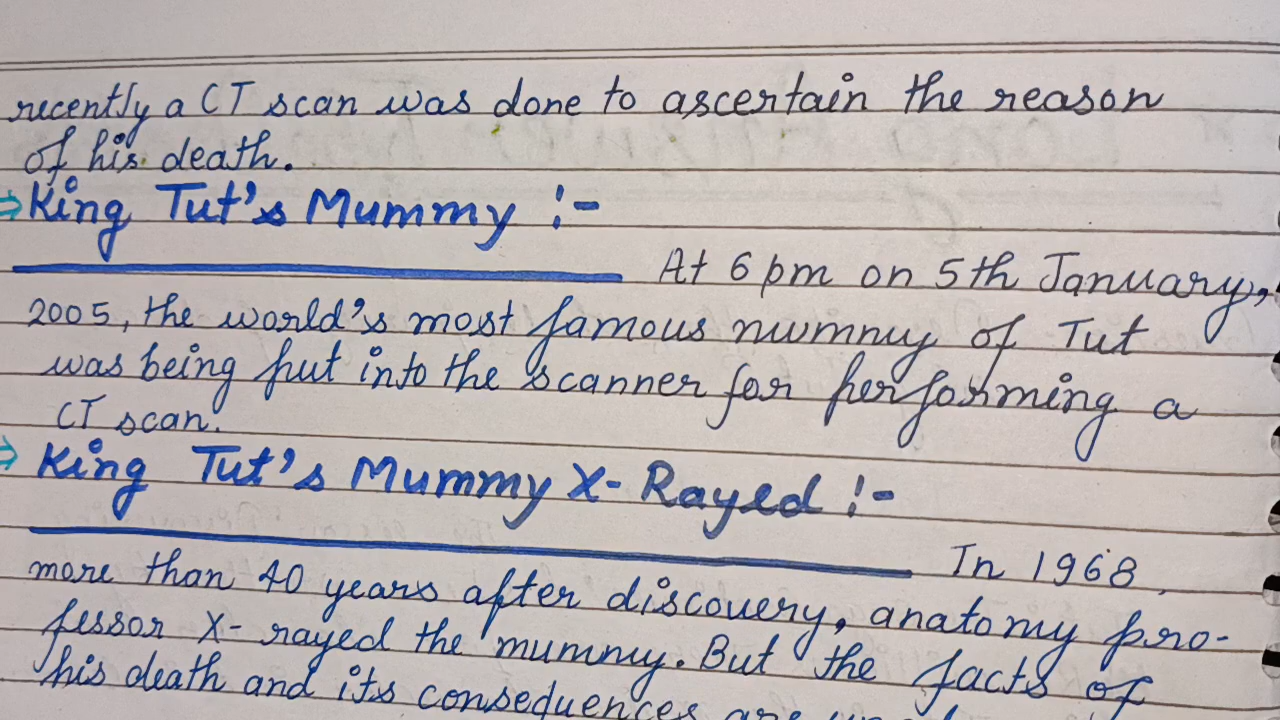 recently a CT scan was done to ascertain the reason
of his death.
⇒ King Tut's Mummy :-
At 6 pm on 5th January,
2005, the world's most famous nwmny of Tut
was being put into the scanner for performing a
CT scan.
⇒ King Tut's Mummy X-Rayed :-
In 1968
more than 40 years after discovery, anatomy pro-
fessor X-rayed the mummy. But the facts of
his death and its consequences are